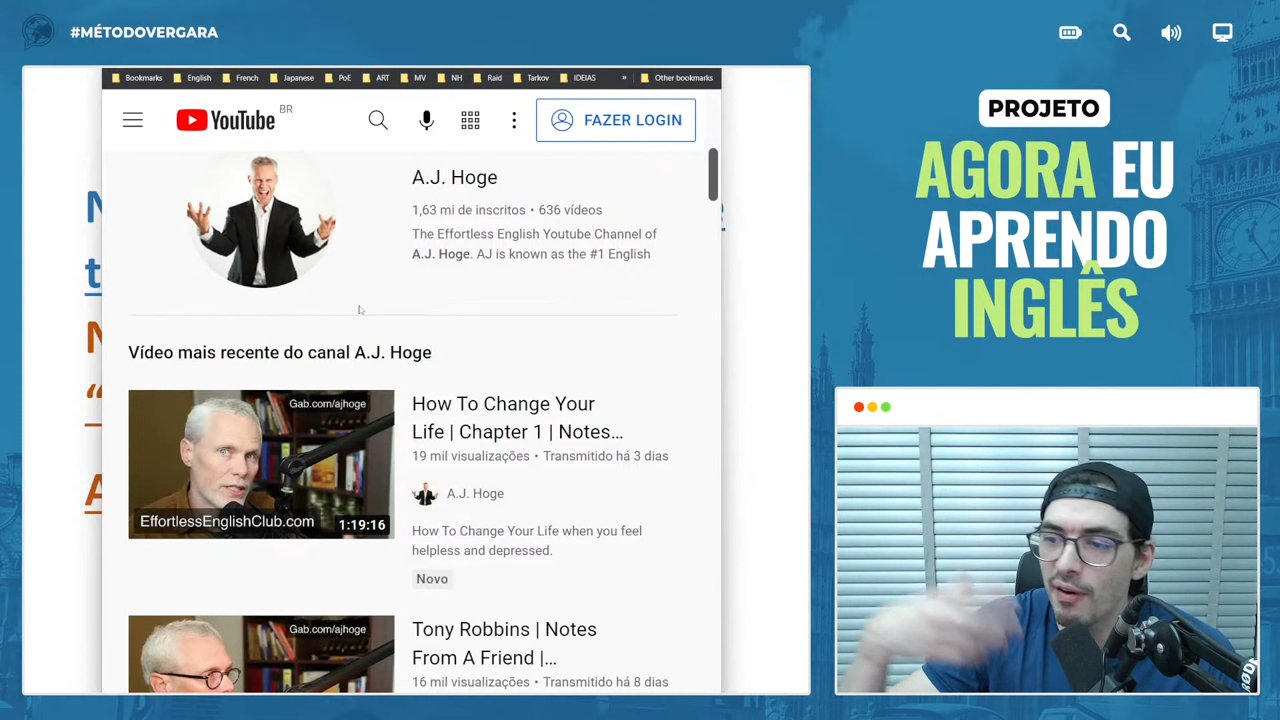 #MÉTODOVERGARA
Bookmarks English French Japanese PoE ART MV NH Raid Tarkov IDEIAS » Other bookmarks
YouTube BR
FAZER LOGIN
A.J. Hoge
1,63 mi de inscritos • 636 vídeos
The Effortless English Youtube Channel of
A.J. Hoge. AJ is known as the #1 English
Vídeo mais recente do canal A.J. Hoge
Gab.com/ajhoge
EffortlessEnglishClub.com
1:19:16
How To Change Your
Life | Chapter 1 | Notes...
19 mil visualizações • Transmitido há 3 dias
A.J. Hoge
How To Change Your Life when you feel
helpless and depressed.
Novo
Gab.com/ajhoge
Tony Robbins | Notes
From A Friend |...
16 mil visualizações • Transmitido há 8 dias
PROJETO
AGORA EU
APRENDO
INGLÊS